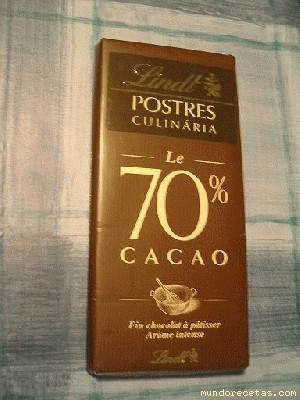 Lindt
POSTRES
CULINÁRIA
Le
70%
CACAO
Fin chocolat à pâtisser
Arôme intense
Lindt
mundorecetas.com